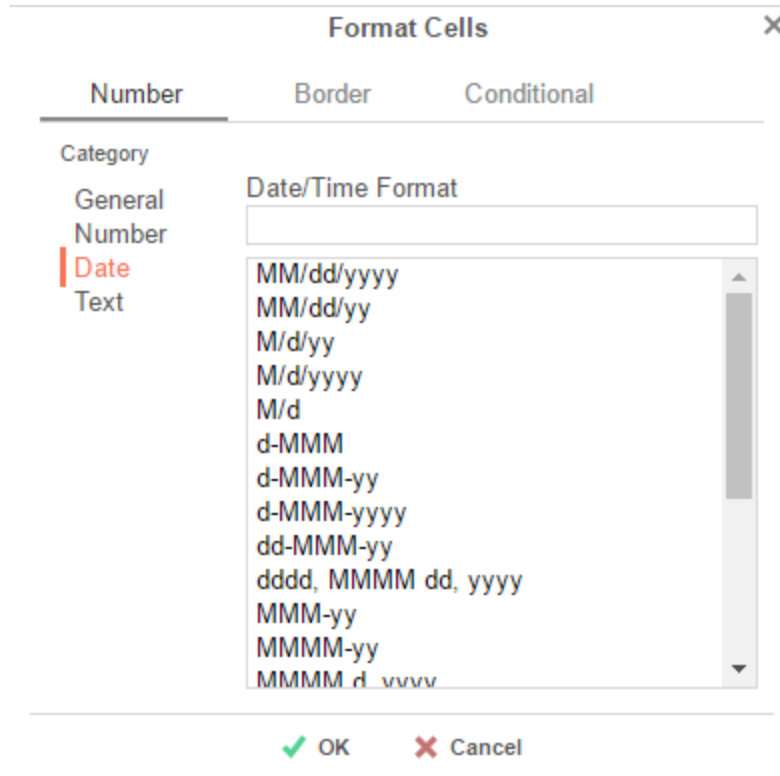 Format Cells
Number Border Conditional
Category
General
Number
Date
Text
Date/Time Format
MM/dd/yyyy
MM/dd/yy
M/d/yy
M/d/yyyy
M/d
d-MMM
d-MMM-yy
d-MMM-yyyy
dd-MMM-yy
dddd, MMMM dd, yyyy
MMM-yy
MMMM-yy
MMMM d, yyyy
OK Cancel